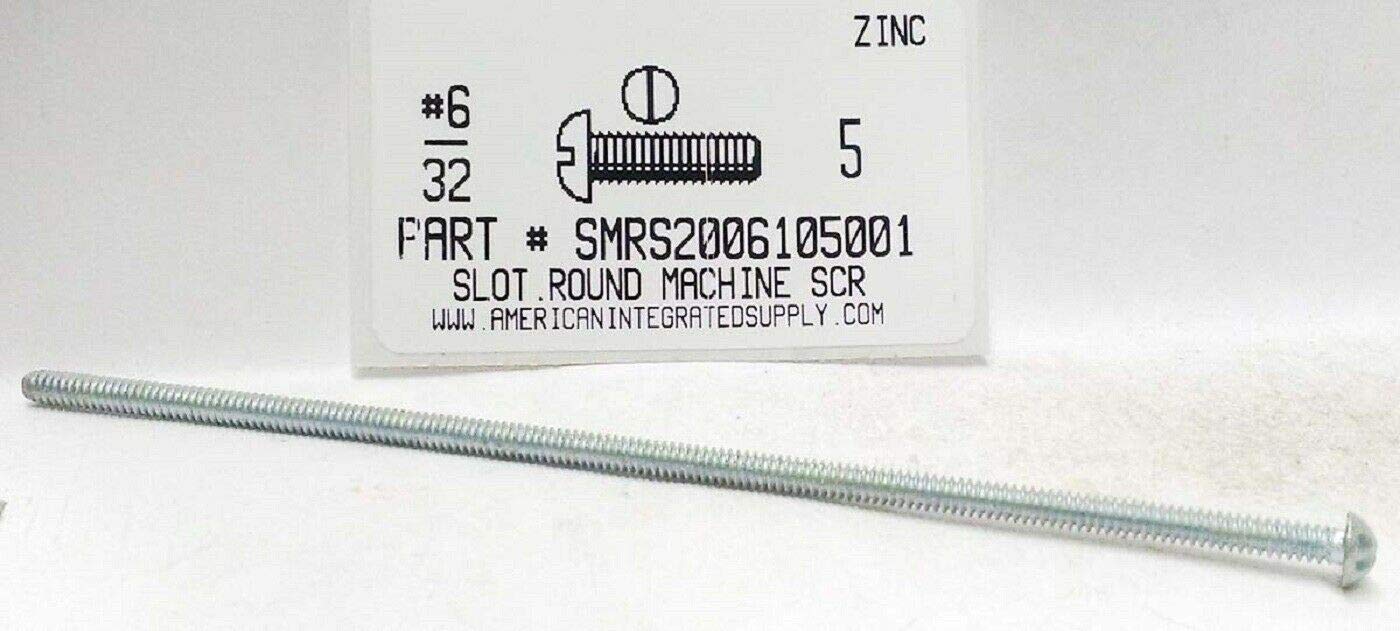 ZINC
#6
32
5
PART # SMRS2006105001
SLOT.ROUND MACHINE SCR
WWW.AMERICANINTEGRATEDSUPPLY.COM